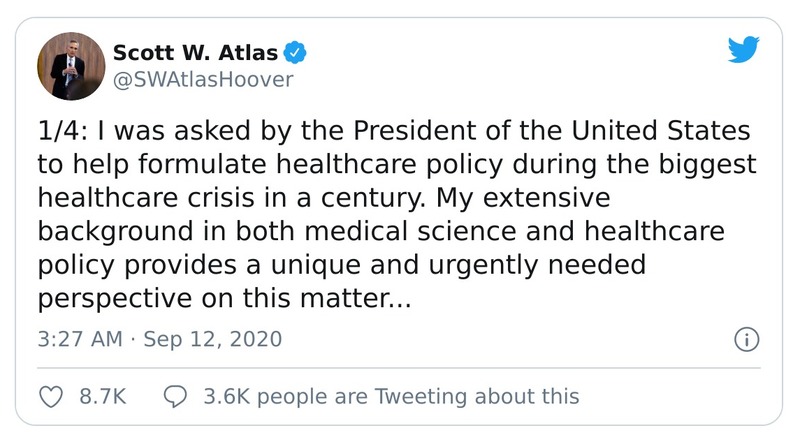 Scott W. Atlas
@SWAtlasHoover
1/4: I was asked by the President of the United States
to help formulate healthcare policy during the biggest
healthcare crisis in a century. My extensive
background in both medical science and healthcare
policy provides a unique and urgently needed
perspective on this matter...
3:27 AM · Sep 12, 2020
8.7K 3.6K people are Tweeting about this